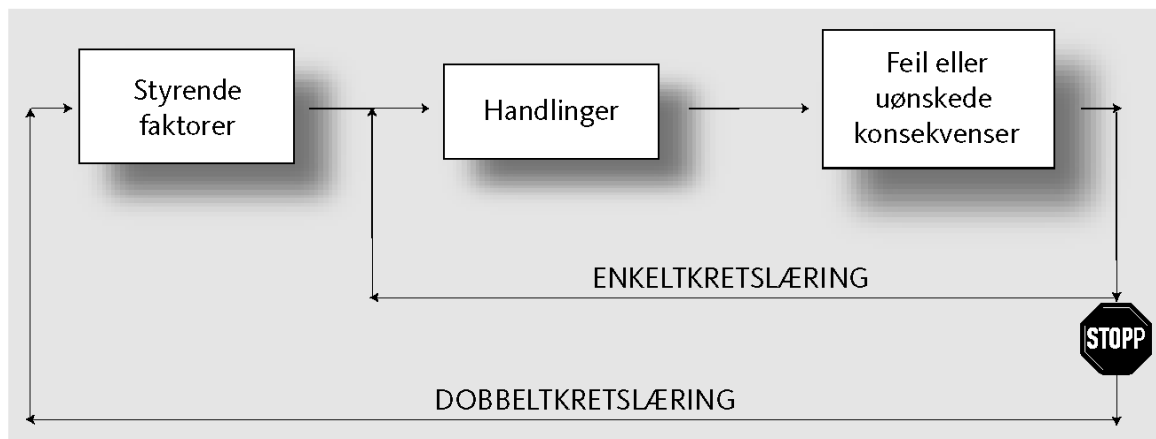 Styrende
faktorer
Handlinger
Feil eller
uønskede
konsekvenser
ENKELTKRETSLÆRING
STOPP
DOBBELTKRETSLÆRING